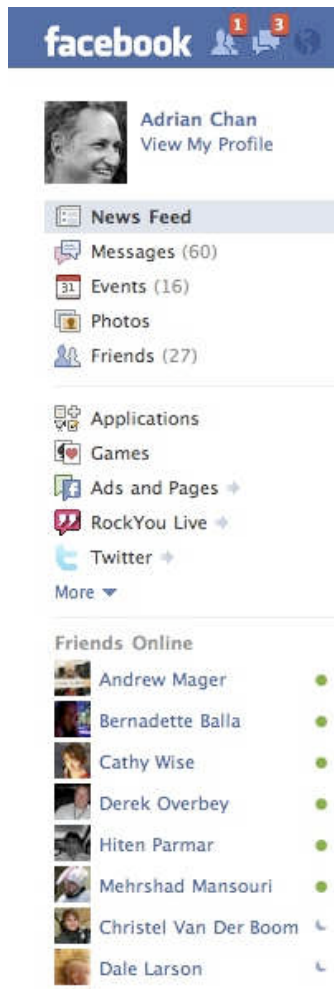 facebook 1 3
Adrian Chan
View My Profile
News Feed
Messages (60)
31 Events (16)
Photos
Friends (27)
Applications
Games
Ads and Pages
RockYou Live
Twitter
More
Friends Online
Andrew Mager
Bernadette Balla
Cathy Wise
Derek Overbey
Hiten Parmar
Mehrshad Mansouri
Christel Van Der Boom
Dale Larson